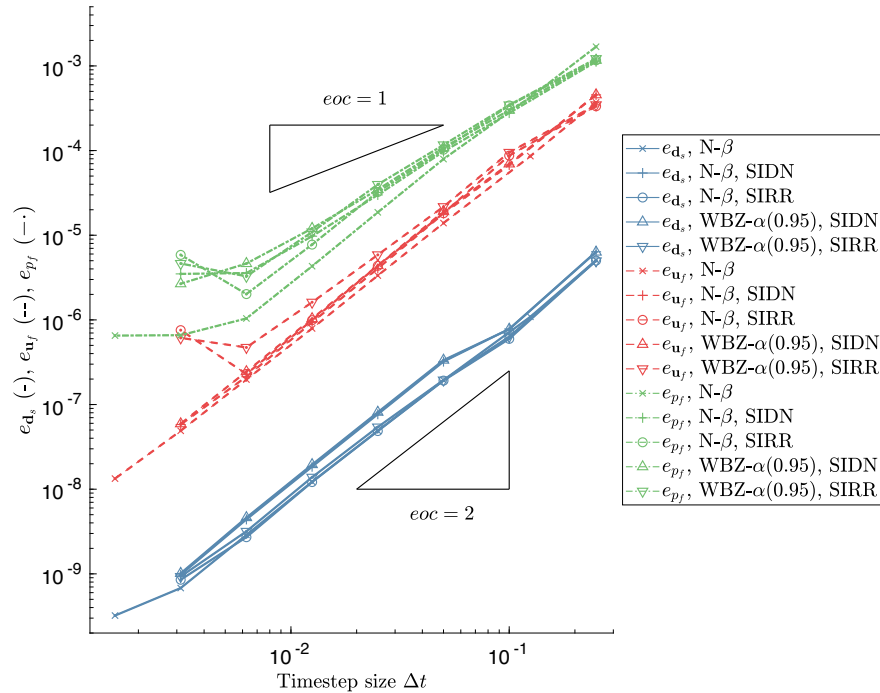 10^{-3}
10^{-4}
10^{-5}
10^{-6}
10^{-7}
10^{-8}
10^{-9}
e_{𝐝_s} (-), e_{𝐮_f} (--), e_{p_f} (-·)
eoc = 1
eoc = 2
10^{-2}
10^{-1}
Timestep size Δt
e_{𝐝_s}, N-β
e_{𝐝_s}, N-β, SIDN
e_{𝐝_s}, N-β, SIRR
e_{𝐝_s}, WBZ-α(0.95), SIDN
e_{𝐝_s}, WBZ-α(0.95), SIRR
e_{𝐮_f}, N-β
e_{𝐮_f}, N-β, SIDN
e_{𝐮_f}, N-β, SIRR
e_{𝐮_f}, WBZ-α(0.95), SIDN
e_{𝐮_f}, WBZ-α(0.95), SIRR
e_{p_f}, N-β
e_{p_f}, N-β, SIDN
e_{p_f}, N-β, SIRR
e_{p_f}, WBZ-α(0.95), SIDN
e_{p_f}, WBZ-α(0.95), SIRR